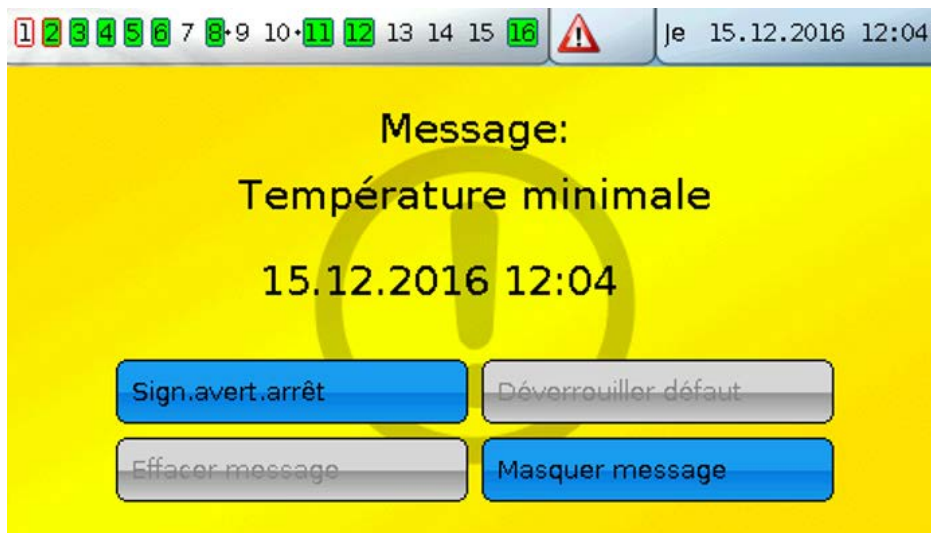 1 2 3 4 5 6 7 8·9 10·11 12 13 14 15 16 Je 15.12.2016 12:04
Message:
Température minimale
15.12.2016 12:04
Sign.avert.arrêt Déverrouiller défaut
Effacer message Masquer message